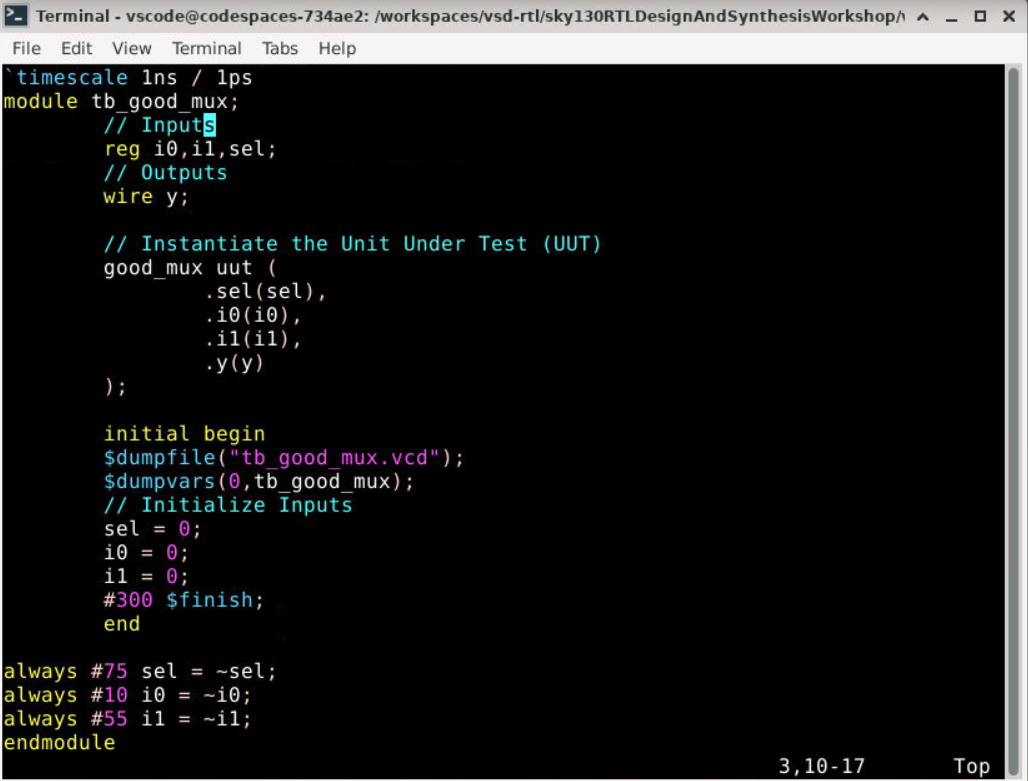 Terminal - vscode@codespaces-734ae2: /workspaces/vsd-rtl/sky130RTLDesignAndSynthesisWorkshop/
File Edit View Terminal Tabs Help
`timescale 1ns / 1ps
module tb_good_mux;
        // Inputs
        reg i0,i1,sel;
        // Outputs
        wire y;

        // Instantiate the Unit Under Test (UUT)
        good_mux uut (
                .sel(sel),
                .i0(i0),
                .i1(i1),
                .y(y)
        );

        initial begin
        $dumpfile("tb_good_mux.vcd");
        $dumpvars(0,tb_good_mux);
        // Initialize Inputs
        sel = 0;
        i0 = 0;
        i1 = 0;
        #300 $finish;
        end

always #75 sel = ~sel;
always #10 i0 = ~i0;
always #55 i1 = ~i1;
endmodule
3,10-17 Top